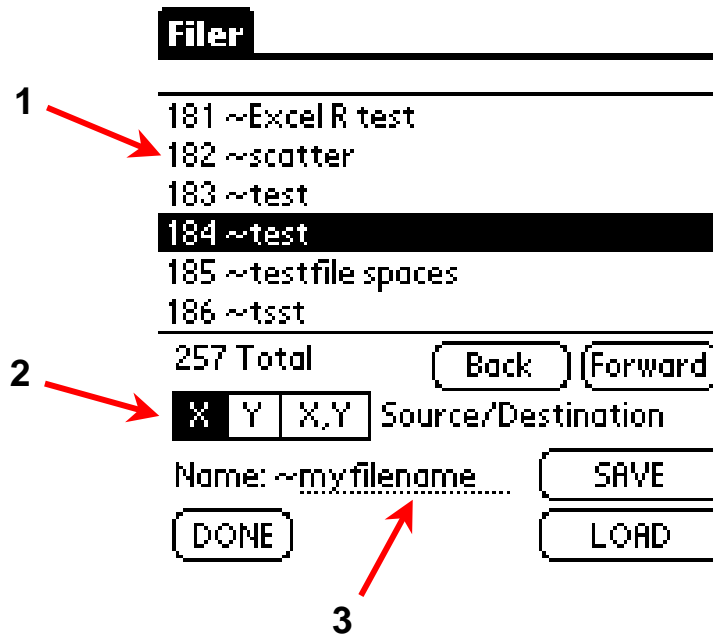 Filer
1
181 ~Excel R test
182 ~scatter
183 ~test
184 ~test
185 ~testfile spaces
186 ~tsst
257 Total Back Forward
2
X Y X,Y Source/Destination
Name: ~myfilename SAVE
DONE LOAD
3